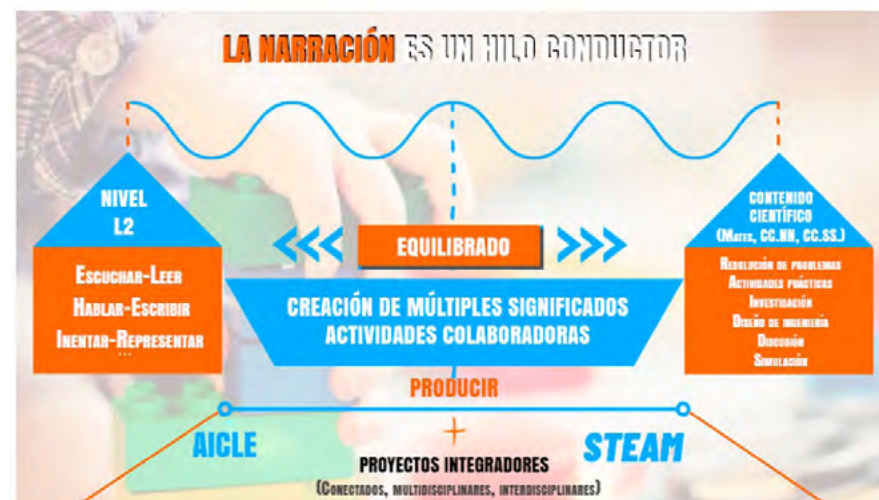 LA NARRACIÓN ES UN HILO CONDUCTOR
NIVEL
L2
ESCUCHAR-LEER
HABLAR-ESCRIBIR
INENTAR-REPRESENTAR
...
EQUILIBRADO
CREACIÓN DE MÚLTIPLES SIGNIFICADOS
ACTIVIDADES COLABORADORAS
CONTENIDO
CIENTÍFICO
(MATES, CC.NN, CC.SS.)
RESOLUCIÓN DE PROBLEMAS
ACTIVIDADES PRÁCTICAS
INVESTIGACIÓN
DISEÑO DE INGENIERÍA
DISCUSIÓN
SIMULACIÓN
PRODUCIR
AICLE
+
STEAM
PROYECTOS INTEGRADORES
(CONECTADOS, MULTIDISCIPLINARES, INTERDISCIPLINARES)